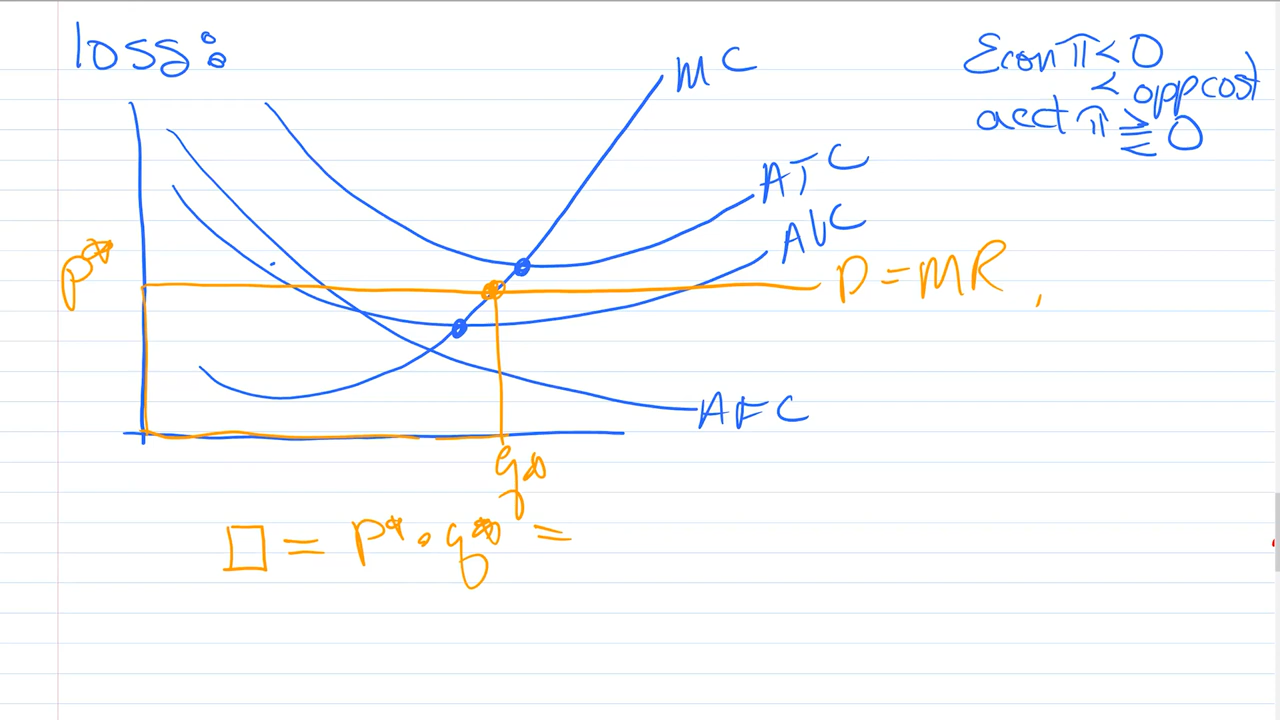 loss:
Econ π < 0
< opp cost
acct π ⋛ 0
MC
ATC
AVC
P*
P = MR,
AFC
q*
□ = P* • q* =